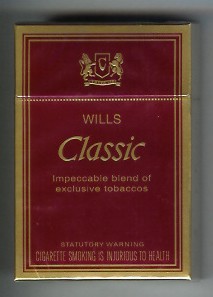 WILLS
Classic
Impeccable blend of
exclusive tobaccos
STATUTORY WARNING
CIGARETTE SMOKING IS INJURIOUS TO HEALTH